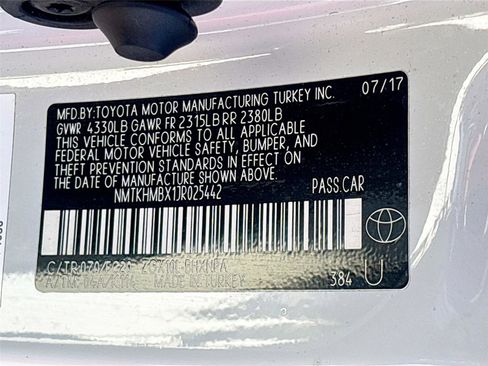 MFD.BY:TOYOTA MOTOR MANUFACTURING TURKEY INC. 07/17
GVWR 4330LB GAWR FR 2315LB RR 2380LB
THIS VEHICLE CONFORMS TO ALL APPLICABLE
FEDERAL MOTOR VEHICLE SAFETY, BUMPER, AND
THEFT PREVENTION STANDARDS IN EFFECT ON
THE DATE OF MANUFACTURE SHOWN ABOVE.
NMTKHMBX1JR025442 PASS.CAR
MADE IN TURKEY 384 U